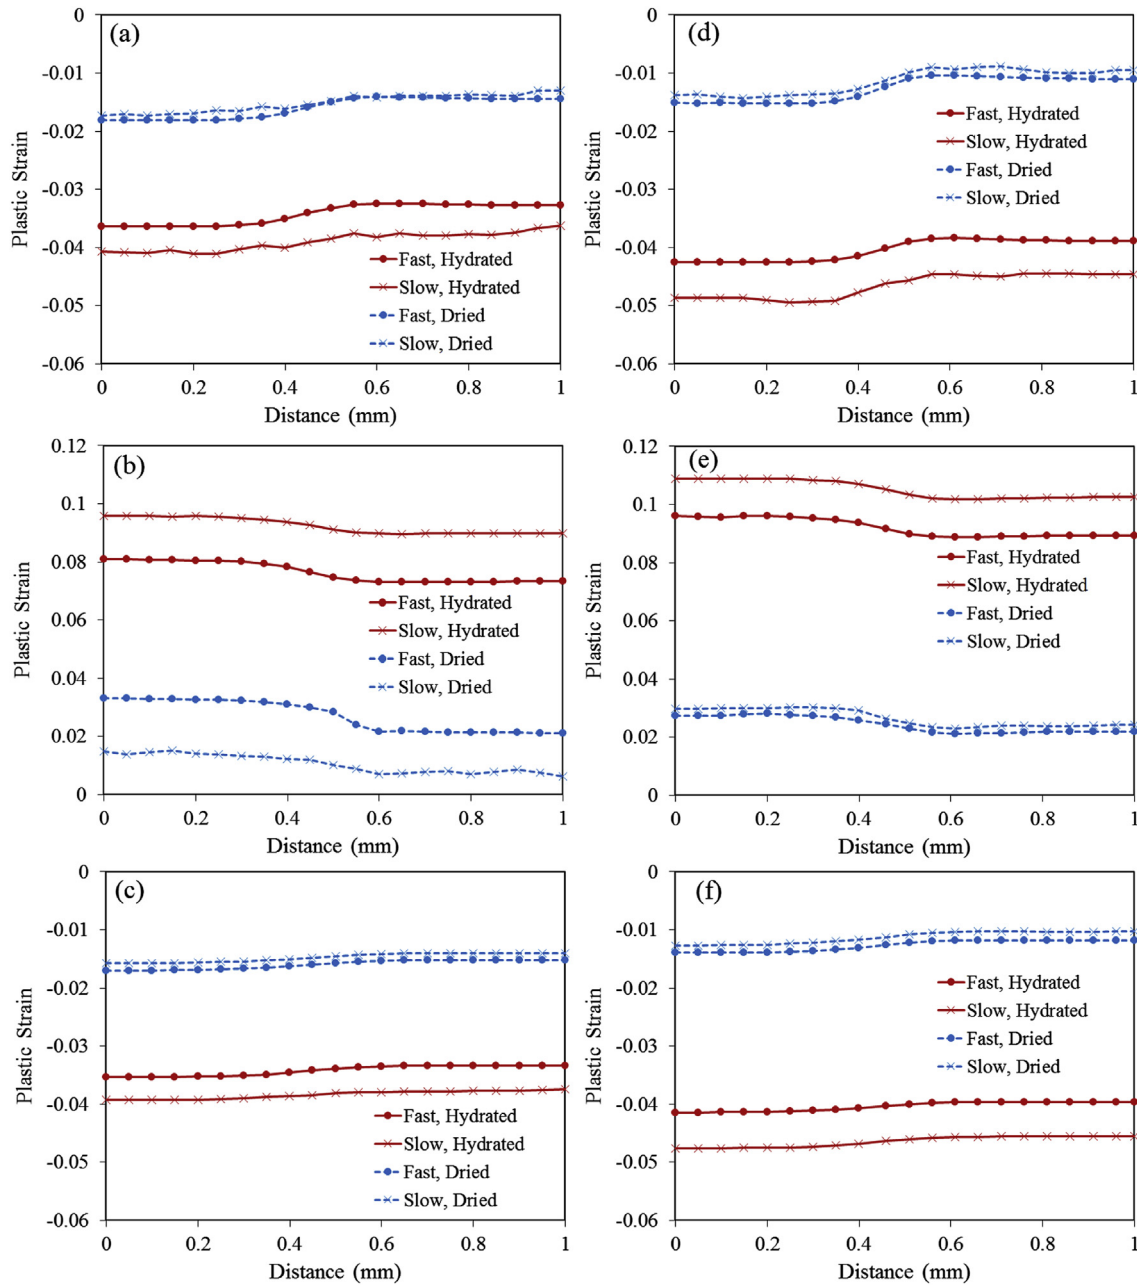 (a)
0
-0.01
-0.02
-0.03
-0.04
-0.05
-0.06
Plastic Strain
Fast, Hydrated
Slow, Hydrated
Fast, Dried
Slow, Dried
0 0.2 0.4 0.6 0.8 1
Distance (mm)
(d)
0
-0.01
-0.02
-0.03
-0.04
-0.05
-0.06
Plastic Strain
Fast, Hydrated
Slow, Hydrated
Fast, Dried
Slow, Dried
0 0.2 0.4 0.6 0.8 1
Distance (mm)
(b)
0.12
0.1
0.08
0.06
0.04
0.02
0
Plastic Strain
Fast, Hydrated
Slow, Hydrated
Fast, Dried
Slow, Dried
0 0.2 0.4 0.6 0.8 1
Distance (mm)
(e)
0.12
0.1
0.08
0.06
0.04
0.02
0
Plastic Strain
Fast, Hydrated
Slow, Hydrated
Fast, Dried
Slow, Dried
0 0.2 0.4 0.6 0.8 1
Distance (mm)
(c)
0
-0.01
-0.02
-0.03
-0.04
-0.05
-0.06
Plastic Strain
Fast, Hydrated
Slow, Hydrated
Fast, Dried
Slow, Dried
0 0.2 0.4 0.6 0.8 1
Distance (mm)
(f)
0
-0.01
-0.02
-0.03
-0.04
-0.05
-0.06
Plastic Strain
Fast, Hydrated
Slow, Hydrated
Fast, Dried
Slow, Dried
0 0.2 0.4 0.6 0.8 1
Distance (mm)